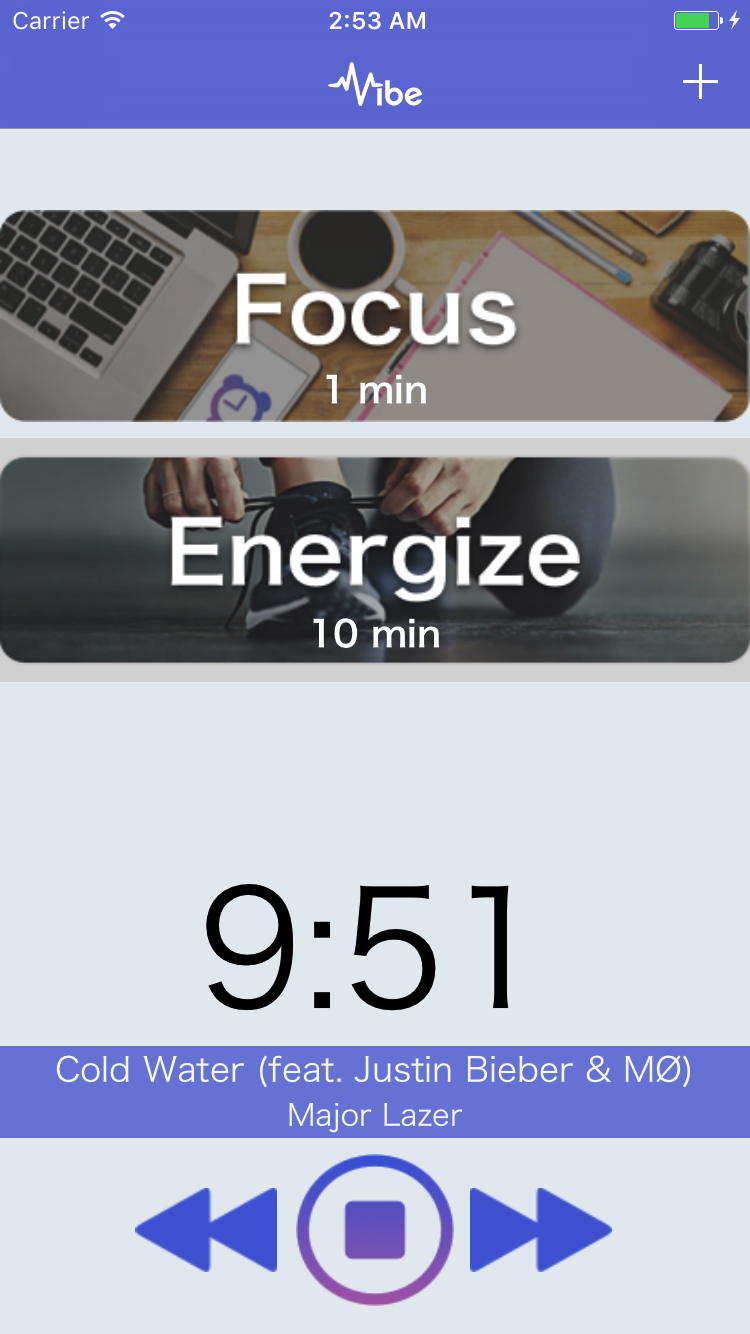 Carrier 2:53 AM
Vibe
Focus
1 min
Energize
10 min
9:51
Cold Water (feat. Justin Bieber & MØ)
Major Lazer